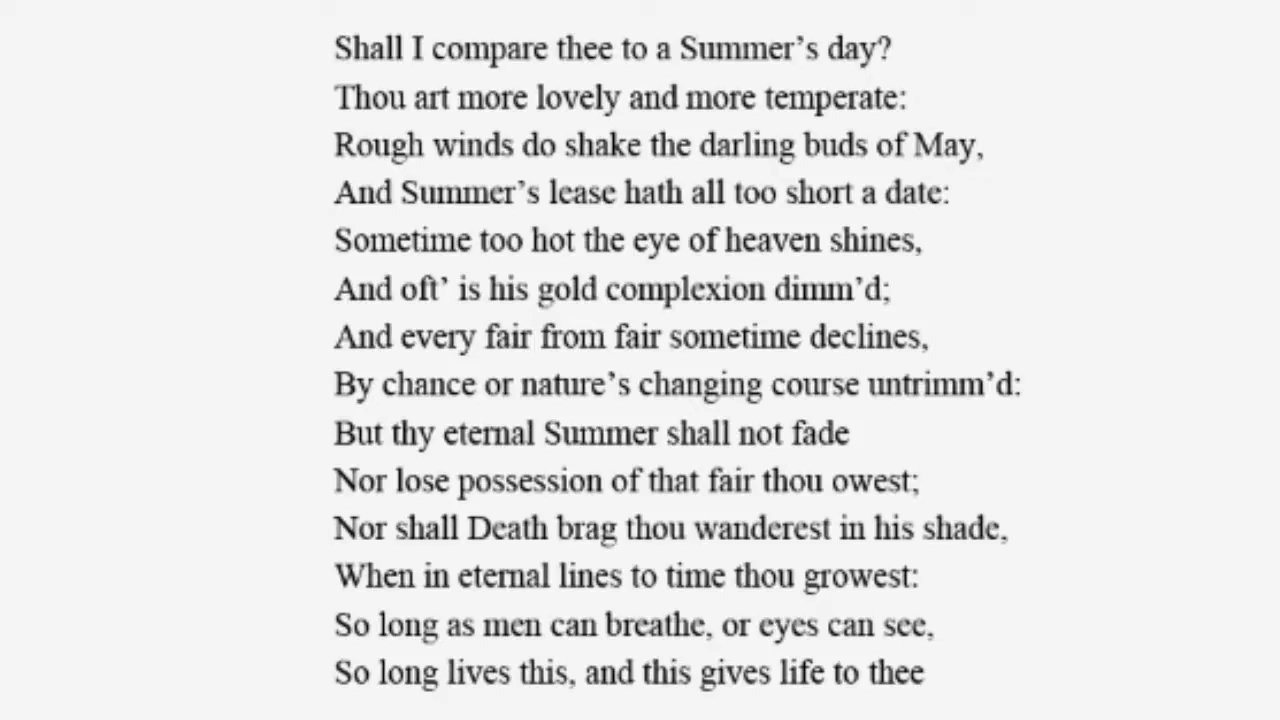 Shall I compare thee to a Summer’s day?
Thou art more lovely and more temperate:
Rough winds do shake the darling buds of May,
And Summer’s lease hath all too short a date:
Sometime too hot the eye of heaven shines,
And oft’ is his gold complexion dimm’d;
And every fair from fair sometime declines,
By chance or nature’s changing course untrimm’d:
But thy eternal Summer shall not fade
Nor lose possession of that fair thou owest;
Nor shall Death brag thou wanderest in his shade,
When in eternal lines to time thou growest:
So long as men can breathe, or eyes can see,
So long lives this, and this gives life to thee